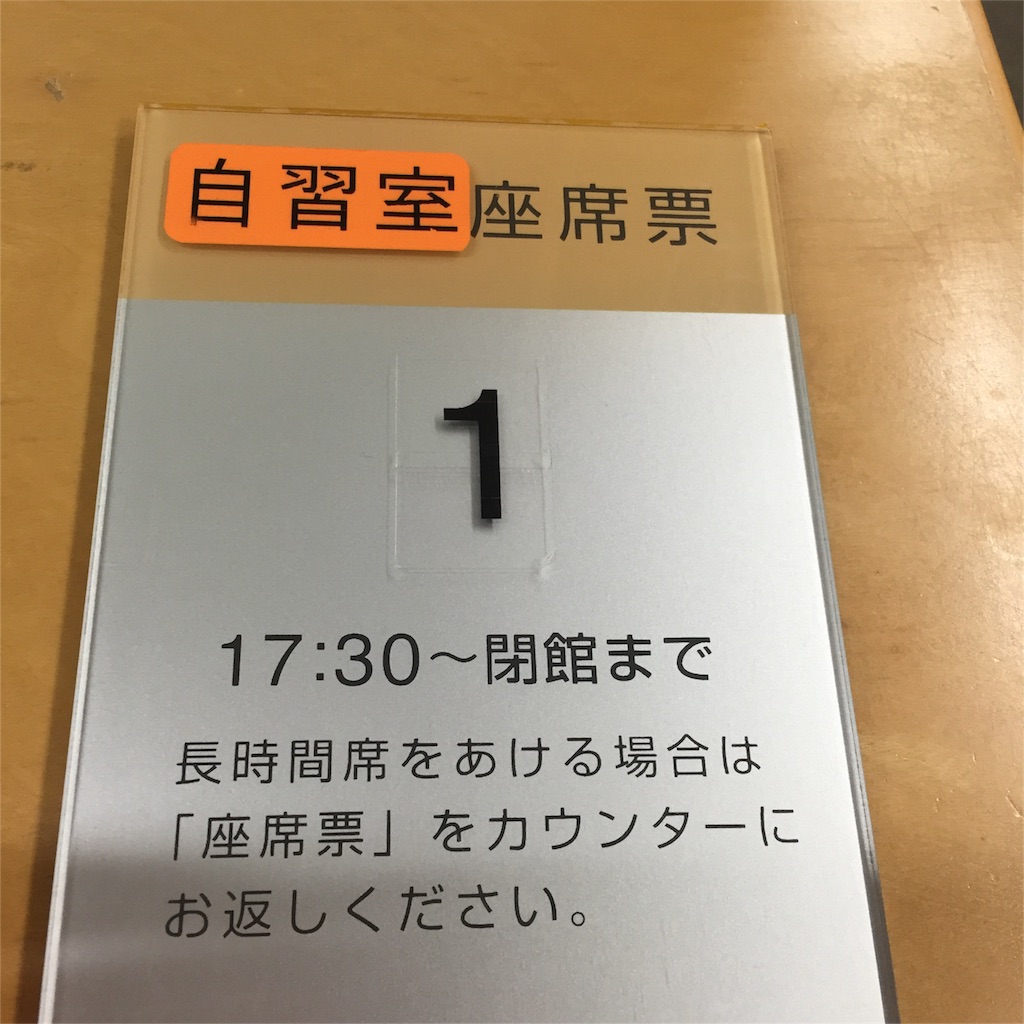 自習室座席票
1
17:30～閉館まで
長時間席をあける場合は
「座席票」をカウンターに
お返しください。